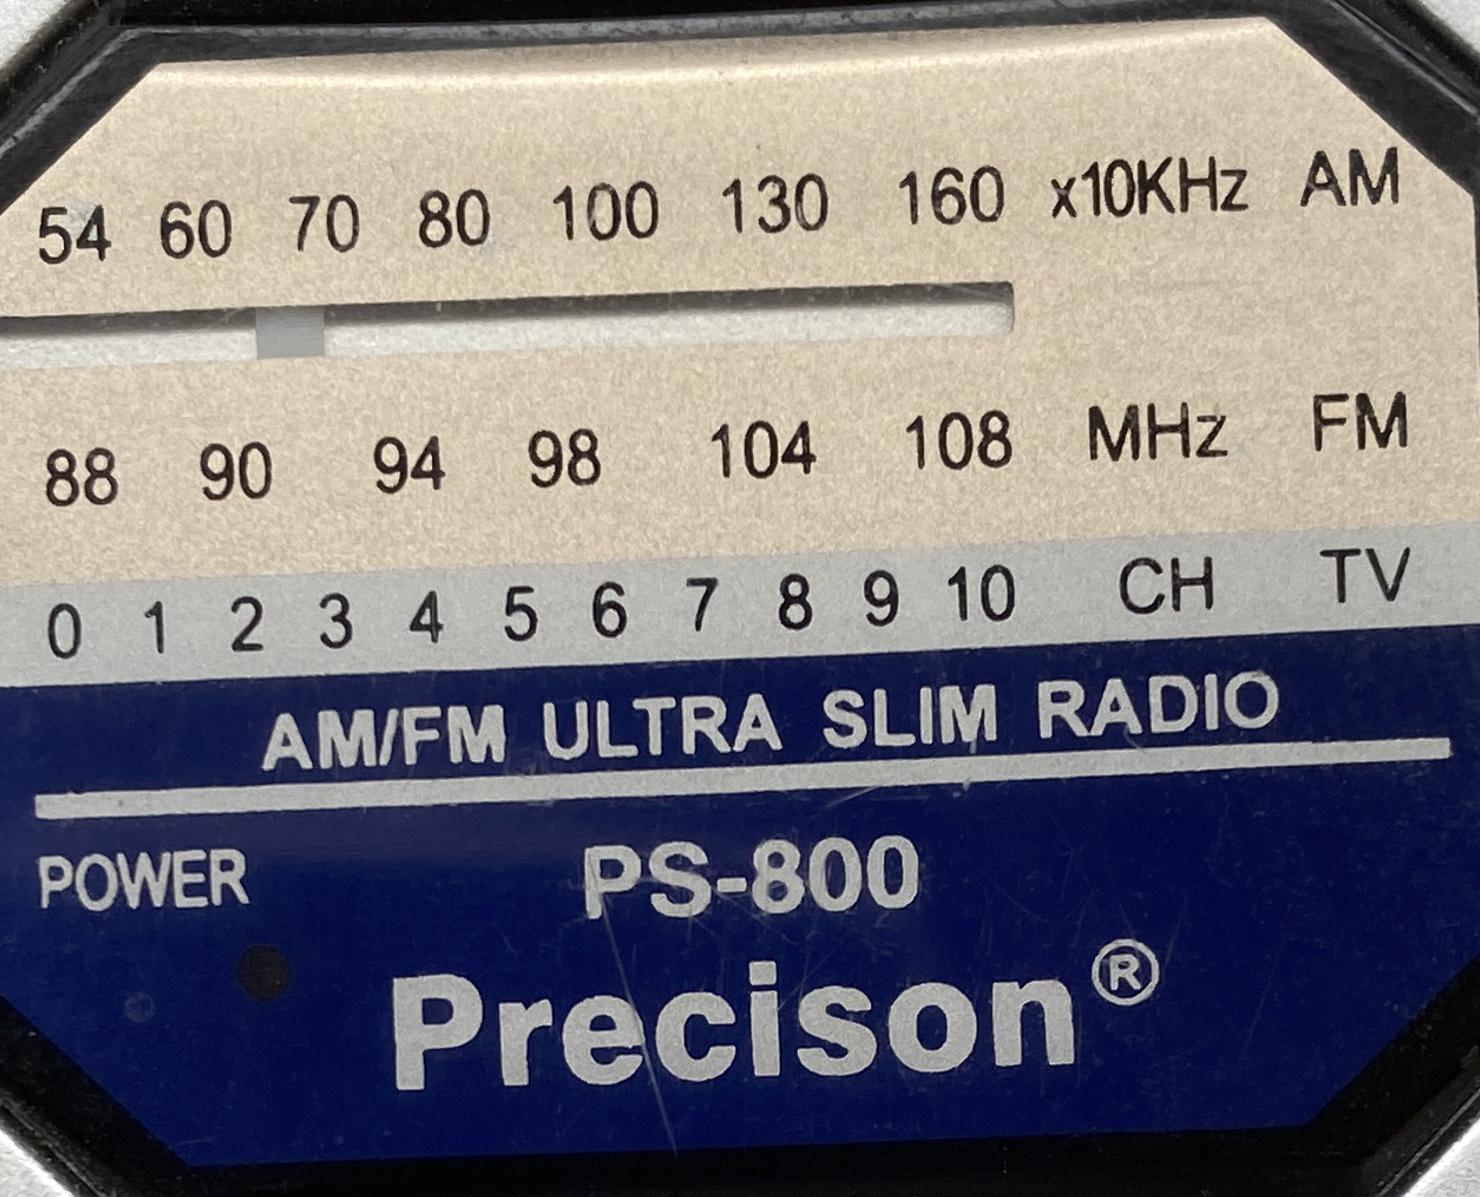 54 60 70 80 100 130 160 x10KHz AM
88 90 94 98 104 108 MHz FM
0 1 2 3 4 5 6 7 8 9 10 CH TV
AM/FM ULTRA SLIM RADIO
POWER PS-800
Precison®